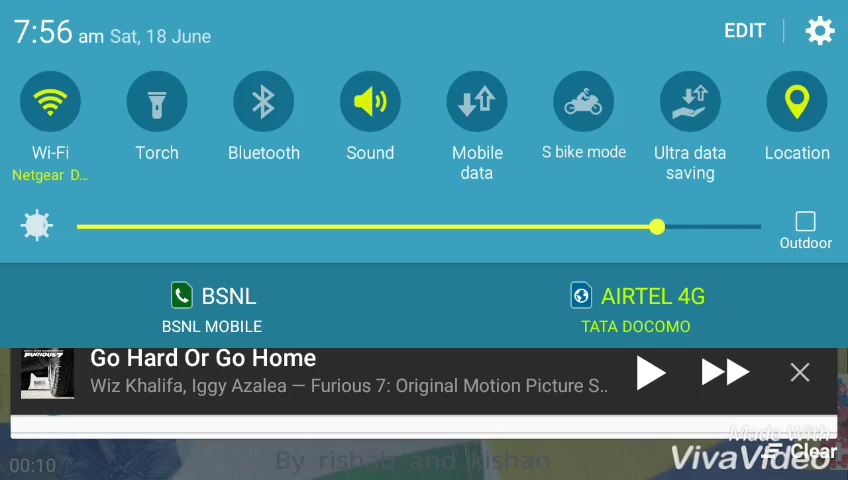 7:56 am Sat, 18 June
EDIT
Wi-Fi
Netgear D...
Torch
Bluetooth
Sound
Mobile
data
S bike mode
Ultra data
saving
Location
Outdoor
BSNL
BSNL MOBILE
AIRTEL 4G
TATA DOCOMO
FURIOUS 7
Go Hard Or Go Home
Wiz Khalifa, Iggy Azalea — Furious 7: Original Motion Picture S..
Made With
Clear
VivaVideo
00:10
By rishab and kishan